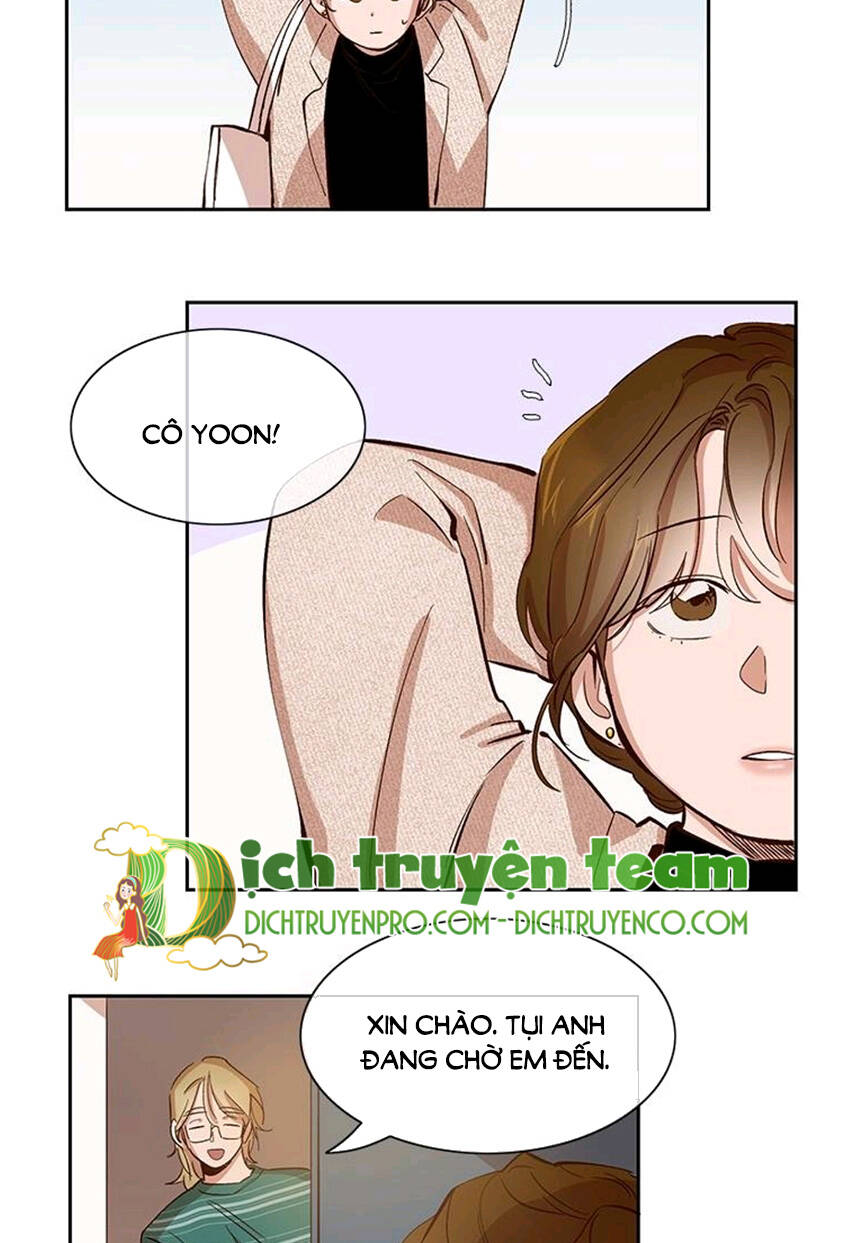 CÔ YOON!
Dịch truyện team
DICHTRUYENPRO.COM - DICHTRUYENCO.COM
XIN CHÀO. TỤI ANH
ĐANG CHỜ EM ĐẾN.